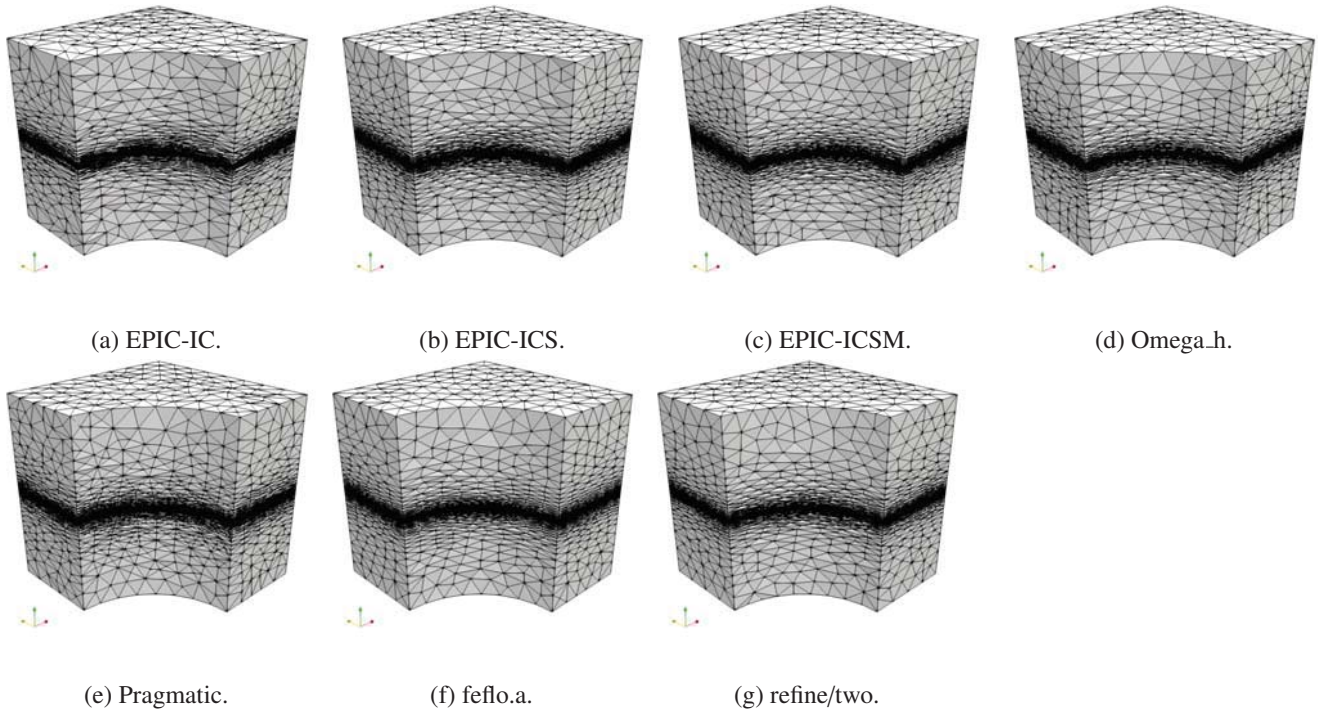 (a) EPIC-IC.
(b) EPIC-ICS.
(c) EPIC-ICSM.
(d) Omega_h.
(e) Pragmatic.
(f) feflo.a.
(g) refine/two.